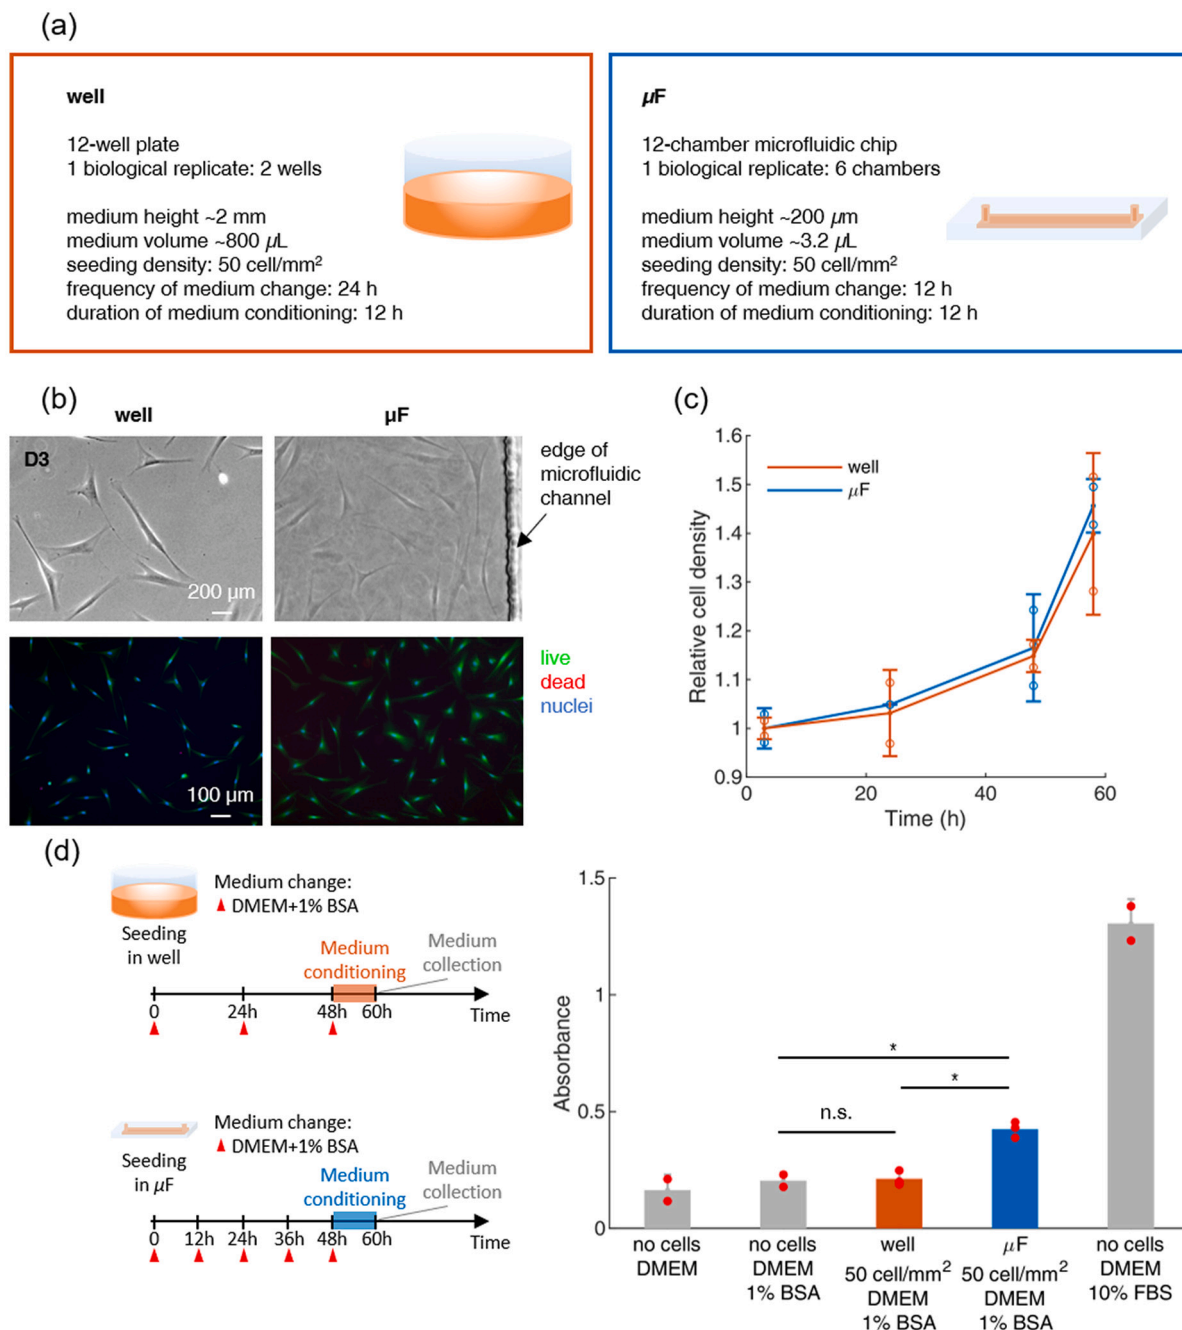 (a)
well
12-well plate
1 biological replicate: 2 wells
medium height ~2 mm
medium volume ~800 µL
seeding density: 50 cell/mm²
frequency of medium change: 24 h
duration of medium conditioning: 12 h
µF
12-chamber microfluidic chip
1 biological replicate: 6 chambers
medium height ~200 µm
medium volume ~3.2 µL
seeding density: 50 cell/mm²
frequency of medium change: 12 h
duration of medium conditioning: 12 h
(b)
well
µF
D3
200 µm
edge of
microfluidic
channel
100 µm
live
dead
nuclei
(c)
Relative cell density
1.6
1.5
1.4
1.3
1.2
1.1
1
0.9
well
µF
0 20 40 60
Time (h)
(d)
Medium change:
DMEM+1% BSA
Seeding
in well
Medium
conditioning
Medium
collection
0 24h 48h 60h
Time
Medium change:
DMEM+1% BSA
Seeding
in µF
Medium
conditioning
Medium
collection
0 12h 24h 36h 48h 60h
Time
Absorbance
1.5
1
0.5
0
*
*
n.s.
no cells
DMEM
no cells
DMEM
1% BSA
well
50 cell/mm²
DMEM
1% BSA
µF
50 cell/mm²
DMEM
1% BSA
no cells
DMEM
10% FBS